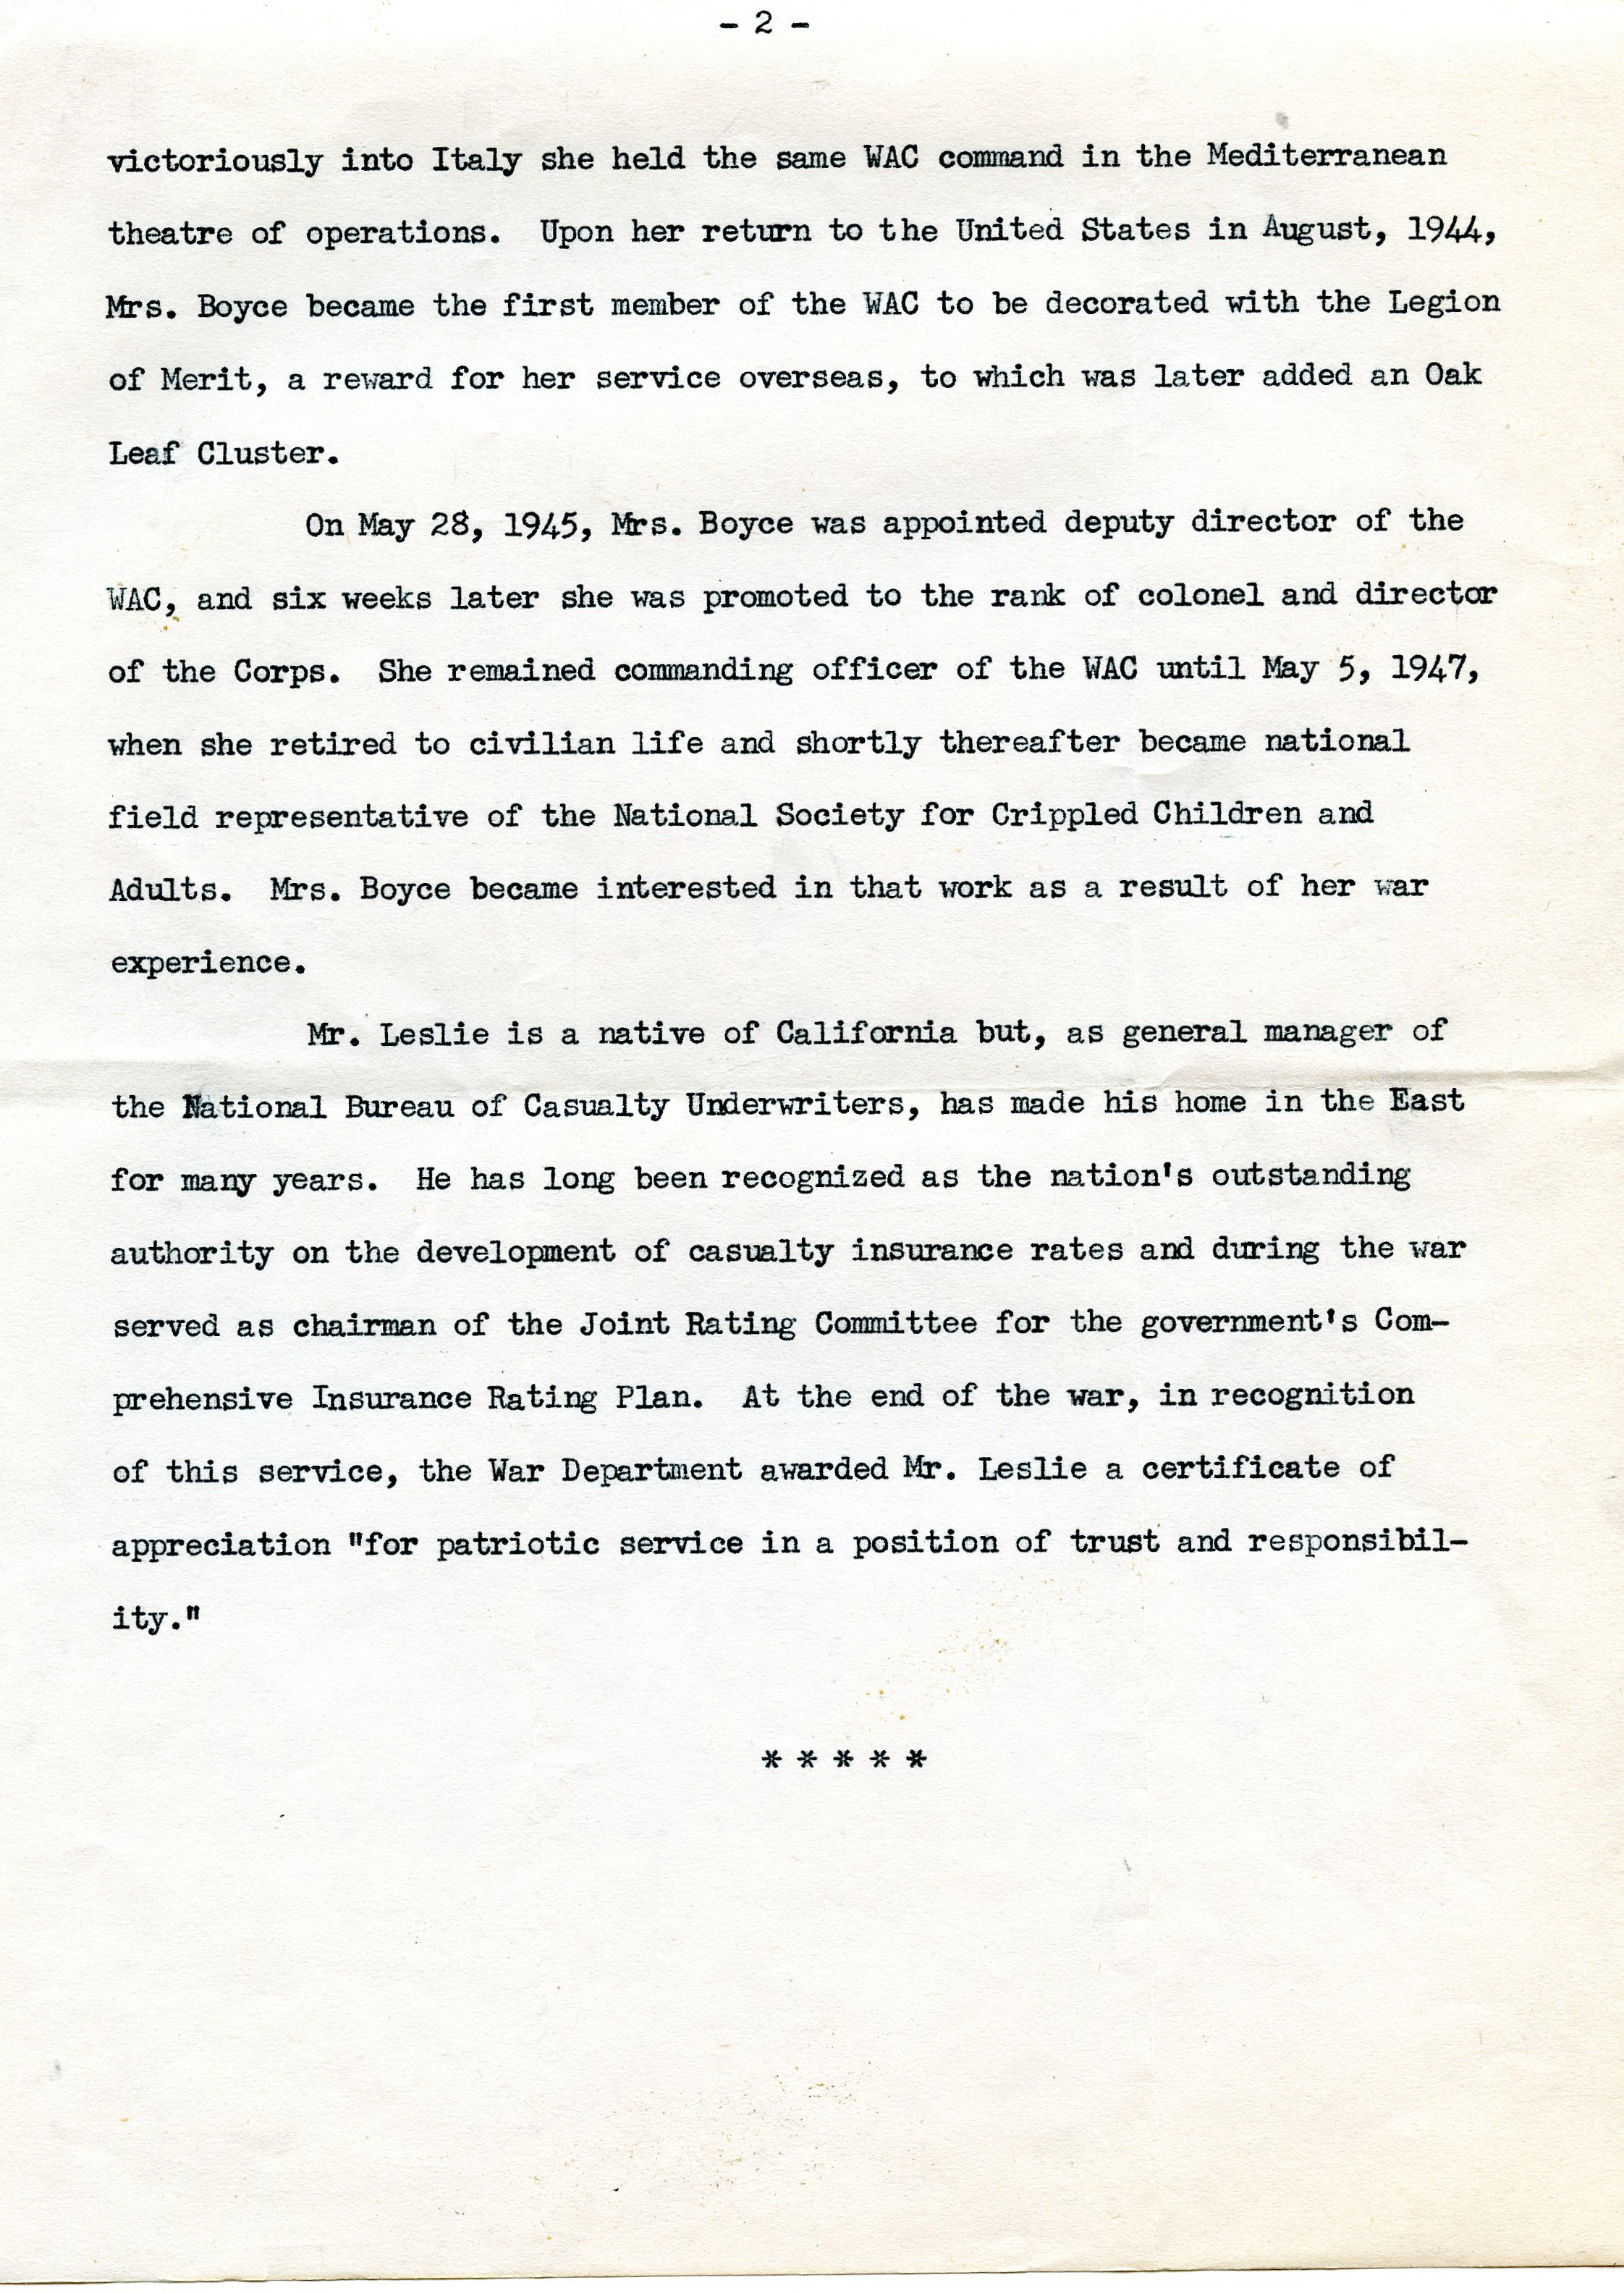 - 2 -
victoriously into Italy she held the same WAC command in the Mediterranean
theatre of operations.  Upon her return to the United States in August, 1944,
Mrs. Boyce became the first member of the WAC to be decorated with the Legion
of Merit, a reward for her service overseas, to which was later added an Oak
Leaf Cluster.
On May 28, 1945, Mrs. Boyce was appointed deputy director of the
WAC, and six weeks later she was promoted to the rank of colonel and director
of the Corps.  She remained commanding officer of the WAC until May 5, 1947,
when she retired to civilian life and shortly thereafter became national
field representative of the National Society for Crippled Children and
Adults.  Mrs. Boyce became interested in that work as a result of her war
experience.
Mr. Leslie is a native of California but, as general manager of
the National Bureau of Casualty Underwriters, has made his home in the East
for many years.  He has long been recognized as the nation's outstanding
authority on the development of casualty insurance rates and during the war
served as chairman of the Joint Rating Committee for the government's Com-
prehensive Insurance Rating Plan.  At the end of the war, in recognition
of this service, the War Department awarded Mr. Leslie a certificate of
appreciation "for patriotic service in a position of trust and responsibil-
ity."
* * * * *